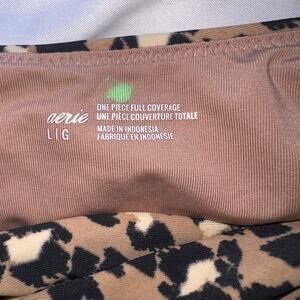 aerie
L|G
ONE PIECE FULL COVERAGE
UNE PIÈCE COUVERTURE TOTALE
MADE IN INDONESIA
FABRIQUÉ EN INDONÉSIE